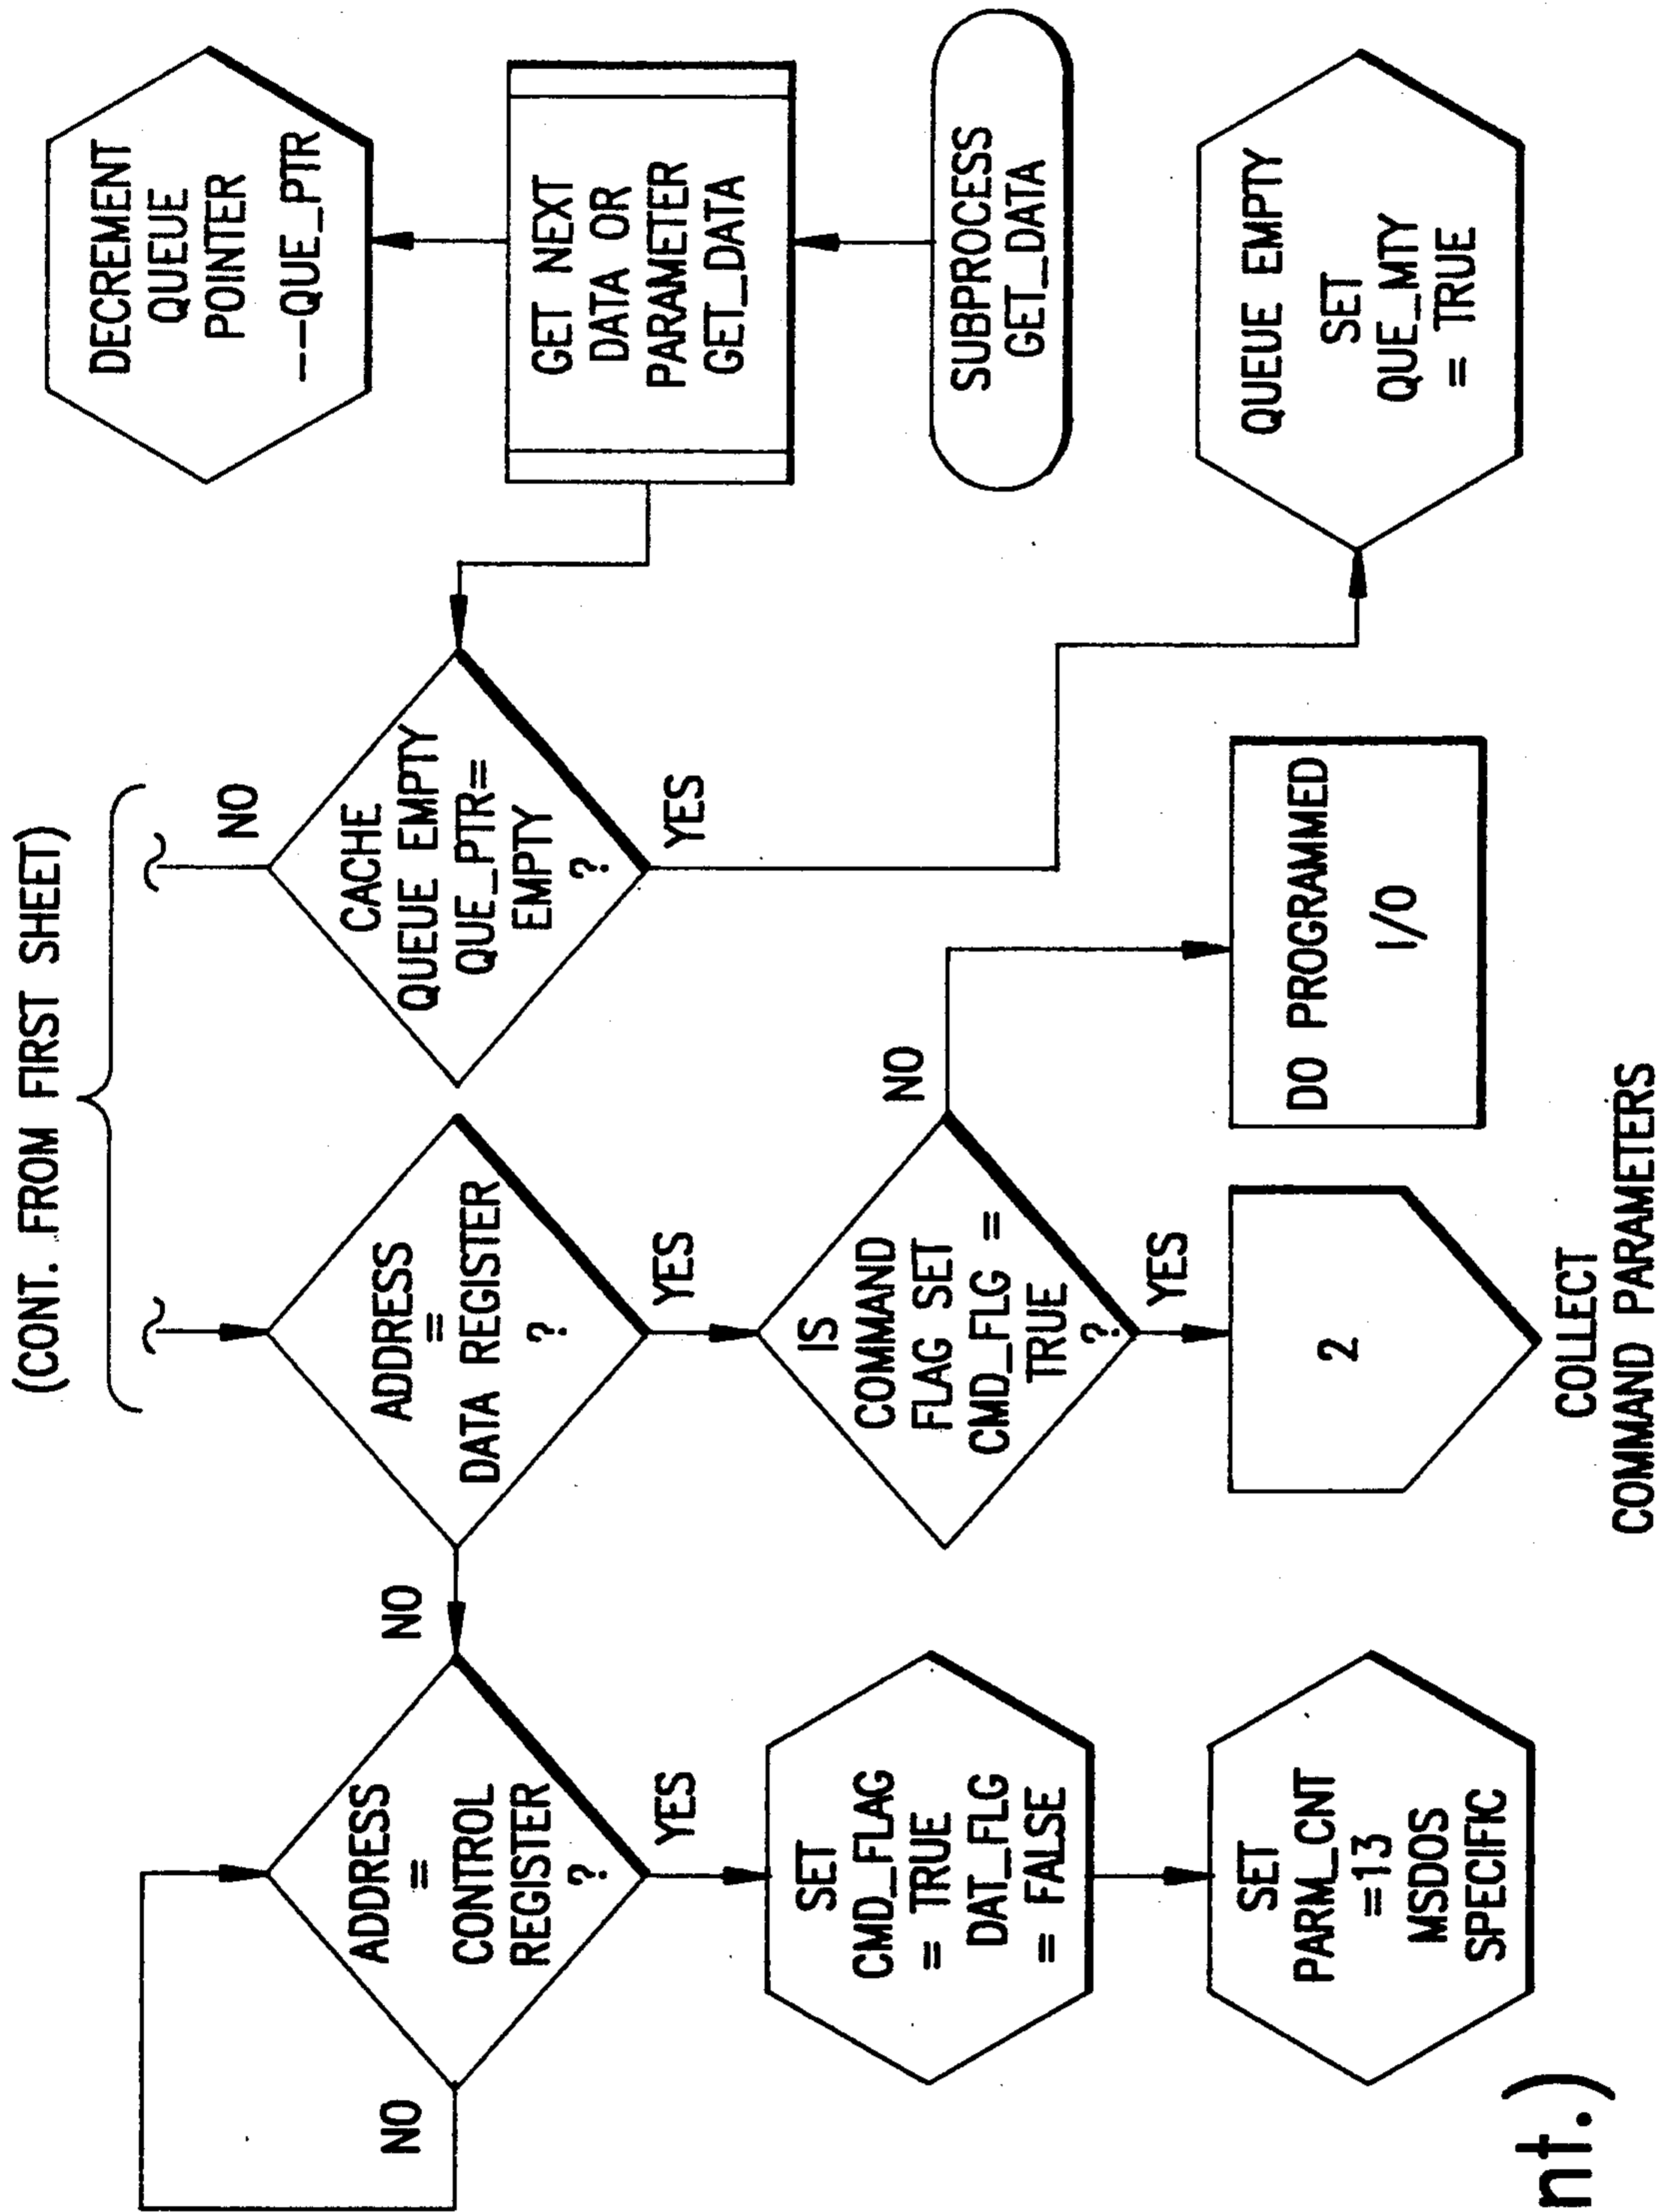 (CONT. FROM FIRST SHEET)
NO
ADDRESS
=
CONTROL
REGISTER
?
YES
SET
CMD_FLAG
= TRUE
DAT_FLG
= FALSE
SET
PARM_CNT
=13
MSDOS
SPECIFIC
NO
ADDRESS
=
DATA REGISTER
?
YES
IS
COMMAND
FLAG SET
CMD_FLG =
TRUE
?
YES
2
COLLECT
COMMAND PARAMETERS
NO
DO PROGRAMMED
I/O
NO
CACHE
QUEUE EMPTY
QUE_PTR=
EMPTY
?
YES
DECREMENT
QUEUE
POINTER
--QUE_PTR
GET NEXT
DATA OR
PARAMETER
GET_DATA
SUBPROCESS
GET_DATA
QUEUE EMPTY
SET
QUE_MTY
= TRUE
nt.)